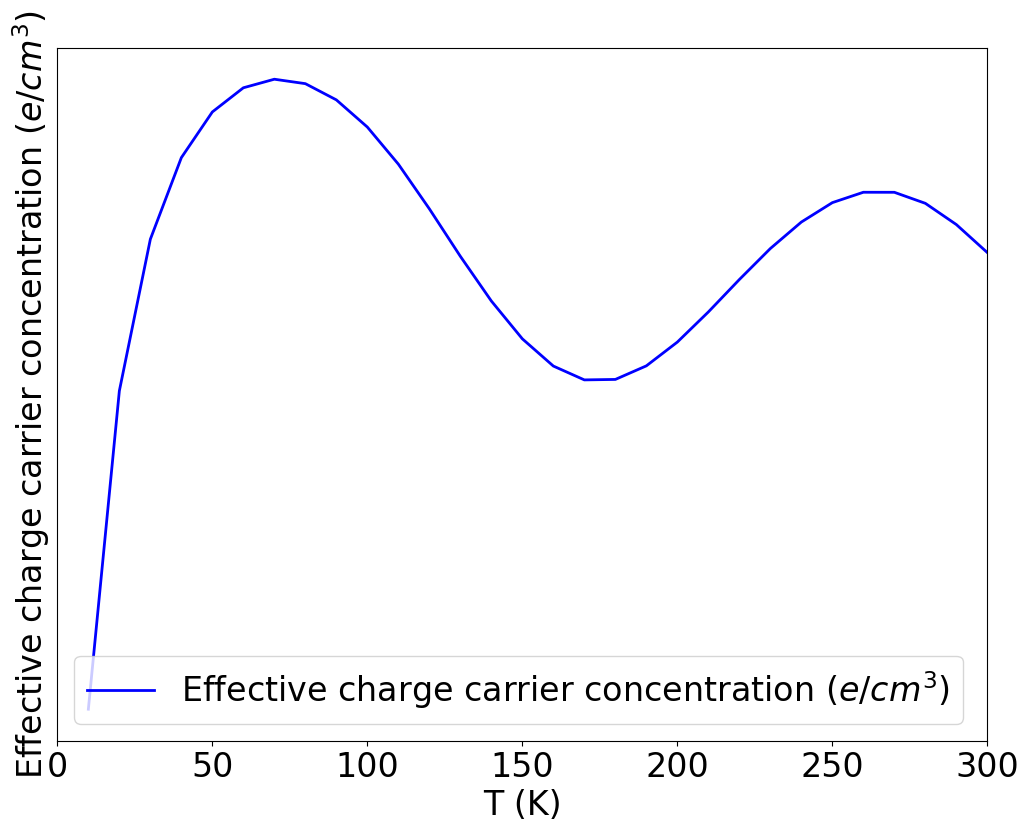 Effective charge carrier concentration (e/cm³)
Effective charge carrier concentration (e/cm³)
0 50 100 150 200 250 300
T (K)